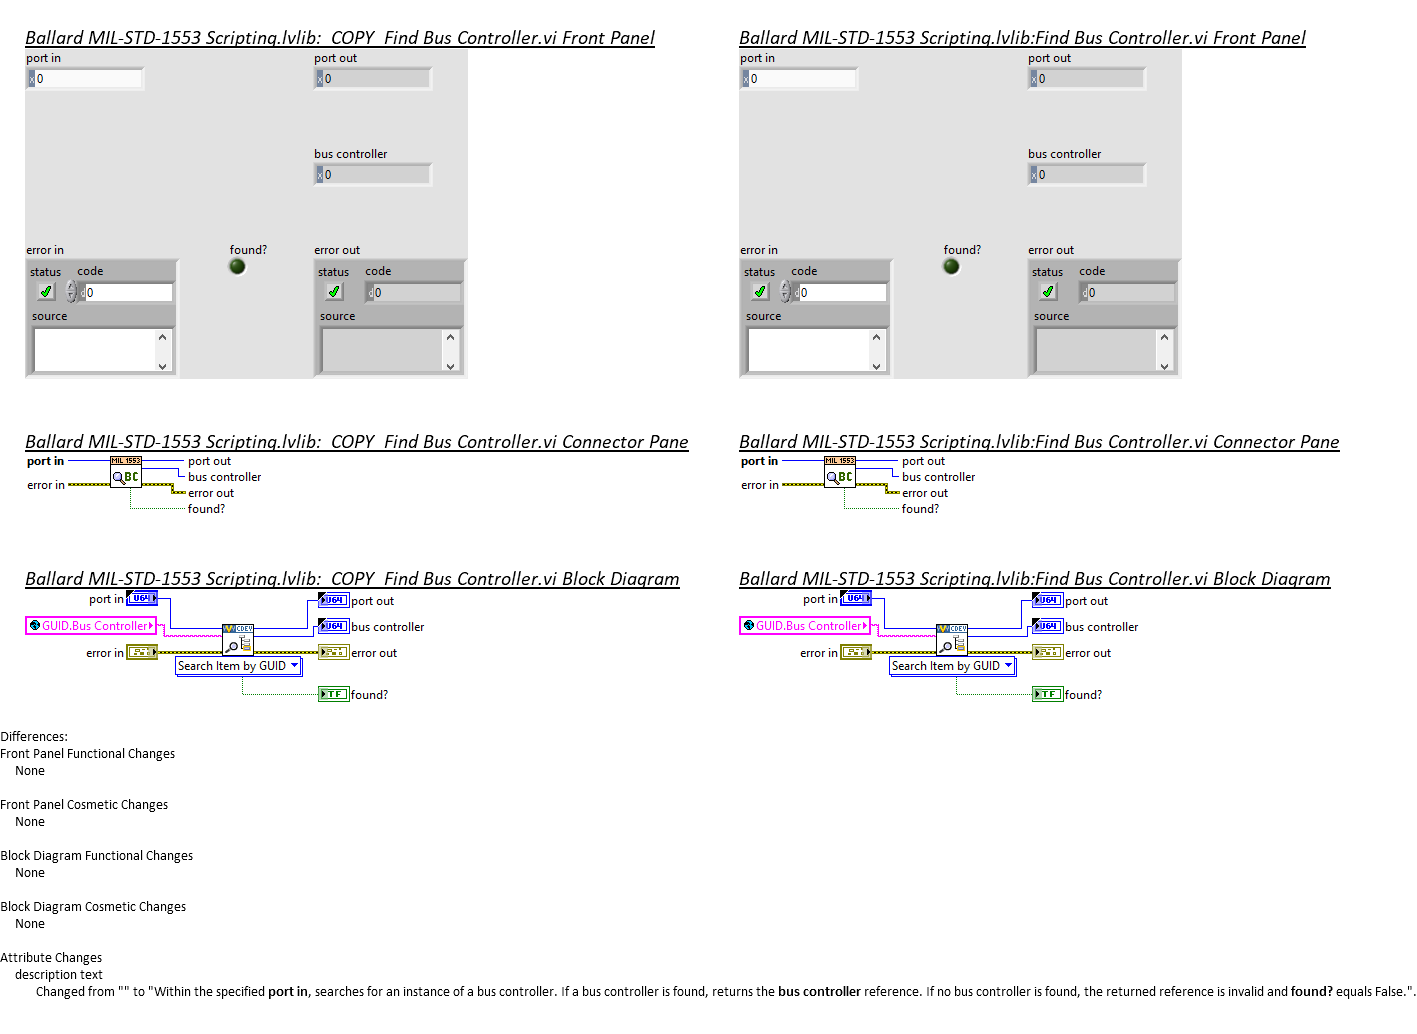 Ballard MIL-STD-1553 Scripting.lvlib:_COPY_Find Bus Controller.vi Front Panel
port in
x 0
port out
x 0
bus controller
x 0
error in
found?
error out
status
code
d 0
source
status
code
d 0
source
Ballard MIL-STD-1553 Scripting.lvlib:Find Bus Controller.vi Front Panel
port in
x 0
port out
x 0
bus controller
x 0
error in
found?
error out
status
code
d 0
source
status
code
d 0
source
Ballard MIL-STD-1553 Scripting.lvlib:_COPY_Find Bus Controller.vi Connector Pane
port in
error in
MIL 1553
BC
port out
bus controller
error out
found?
Ballard MIL-STD-1553 Scripting.lvlib:Find Bus Controller.vi Connector Pane
port in
error in
MIL 1553
BC
port out
bus controller
error out
found?
Ballard MIL-STD-1553 Scripting.lvlib:_COPY_Find Bus Controller.vi Block Diagram
port in U64
U64 port out
GUID.Bus Controller
CDEV
U64 bus controller
error in
error out
Search Item by GUID
TF found?
Ballard MIL-STD-1553 Scripting.lvlib:Find Bus Controller.vi Block Diagram
port in U64
U64 port out
GUID.Bus Controller
CDEV
U64 bus controller
error in
error out
Search Item by GUID
TF found?
Differences:
Front Panel Functional Changes
None
Front Panel Cosmetic Changes
None
Block Diagram Functional Changes
None
Block Diagram Cosmetic Changes
None
Attribute Changes
description text
Changed from "" to "Within the specified port in, searches for an instance of a bus controller. If a bus controller is found, returns the bus controller reference. If no bus controller is found, the returned reference is invalid and found? equals False.".